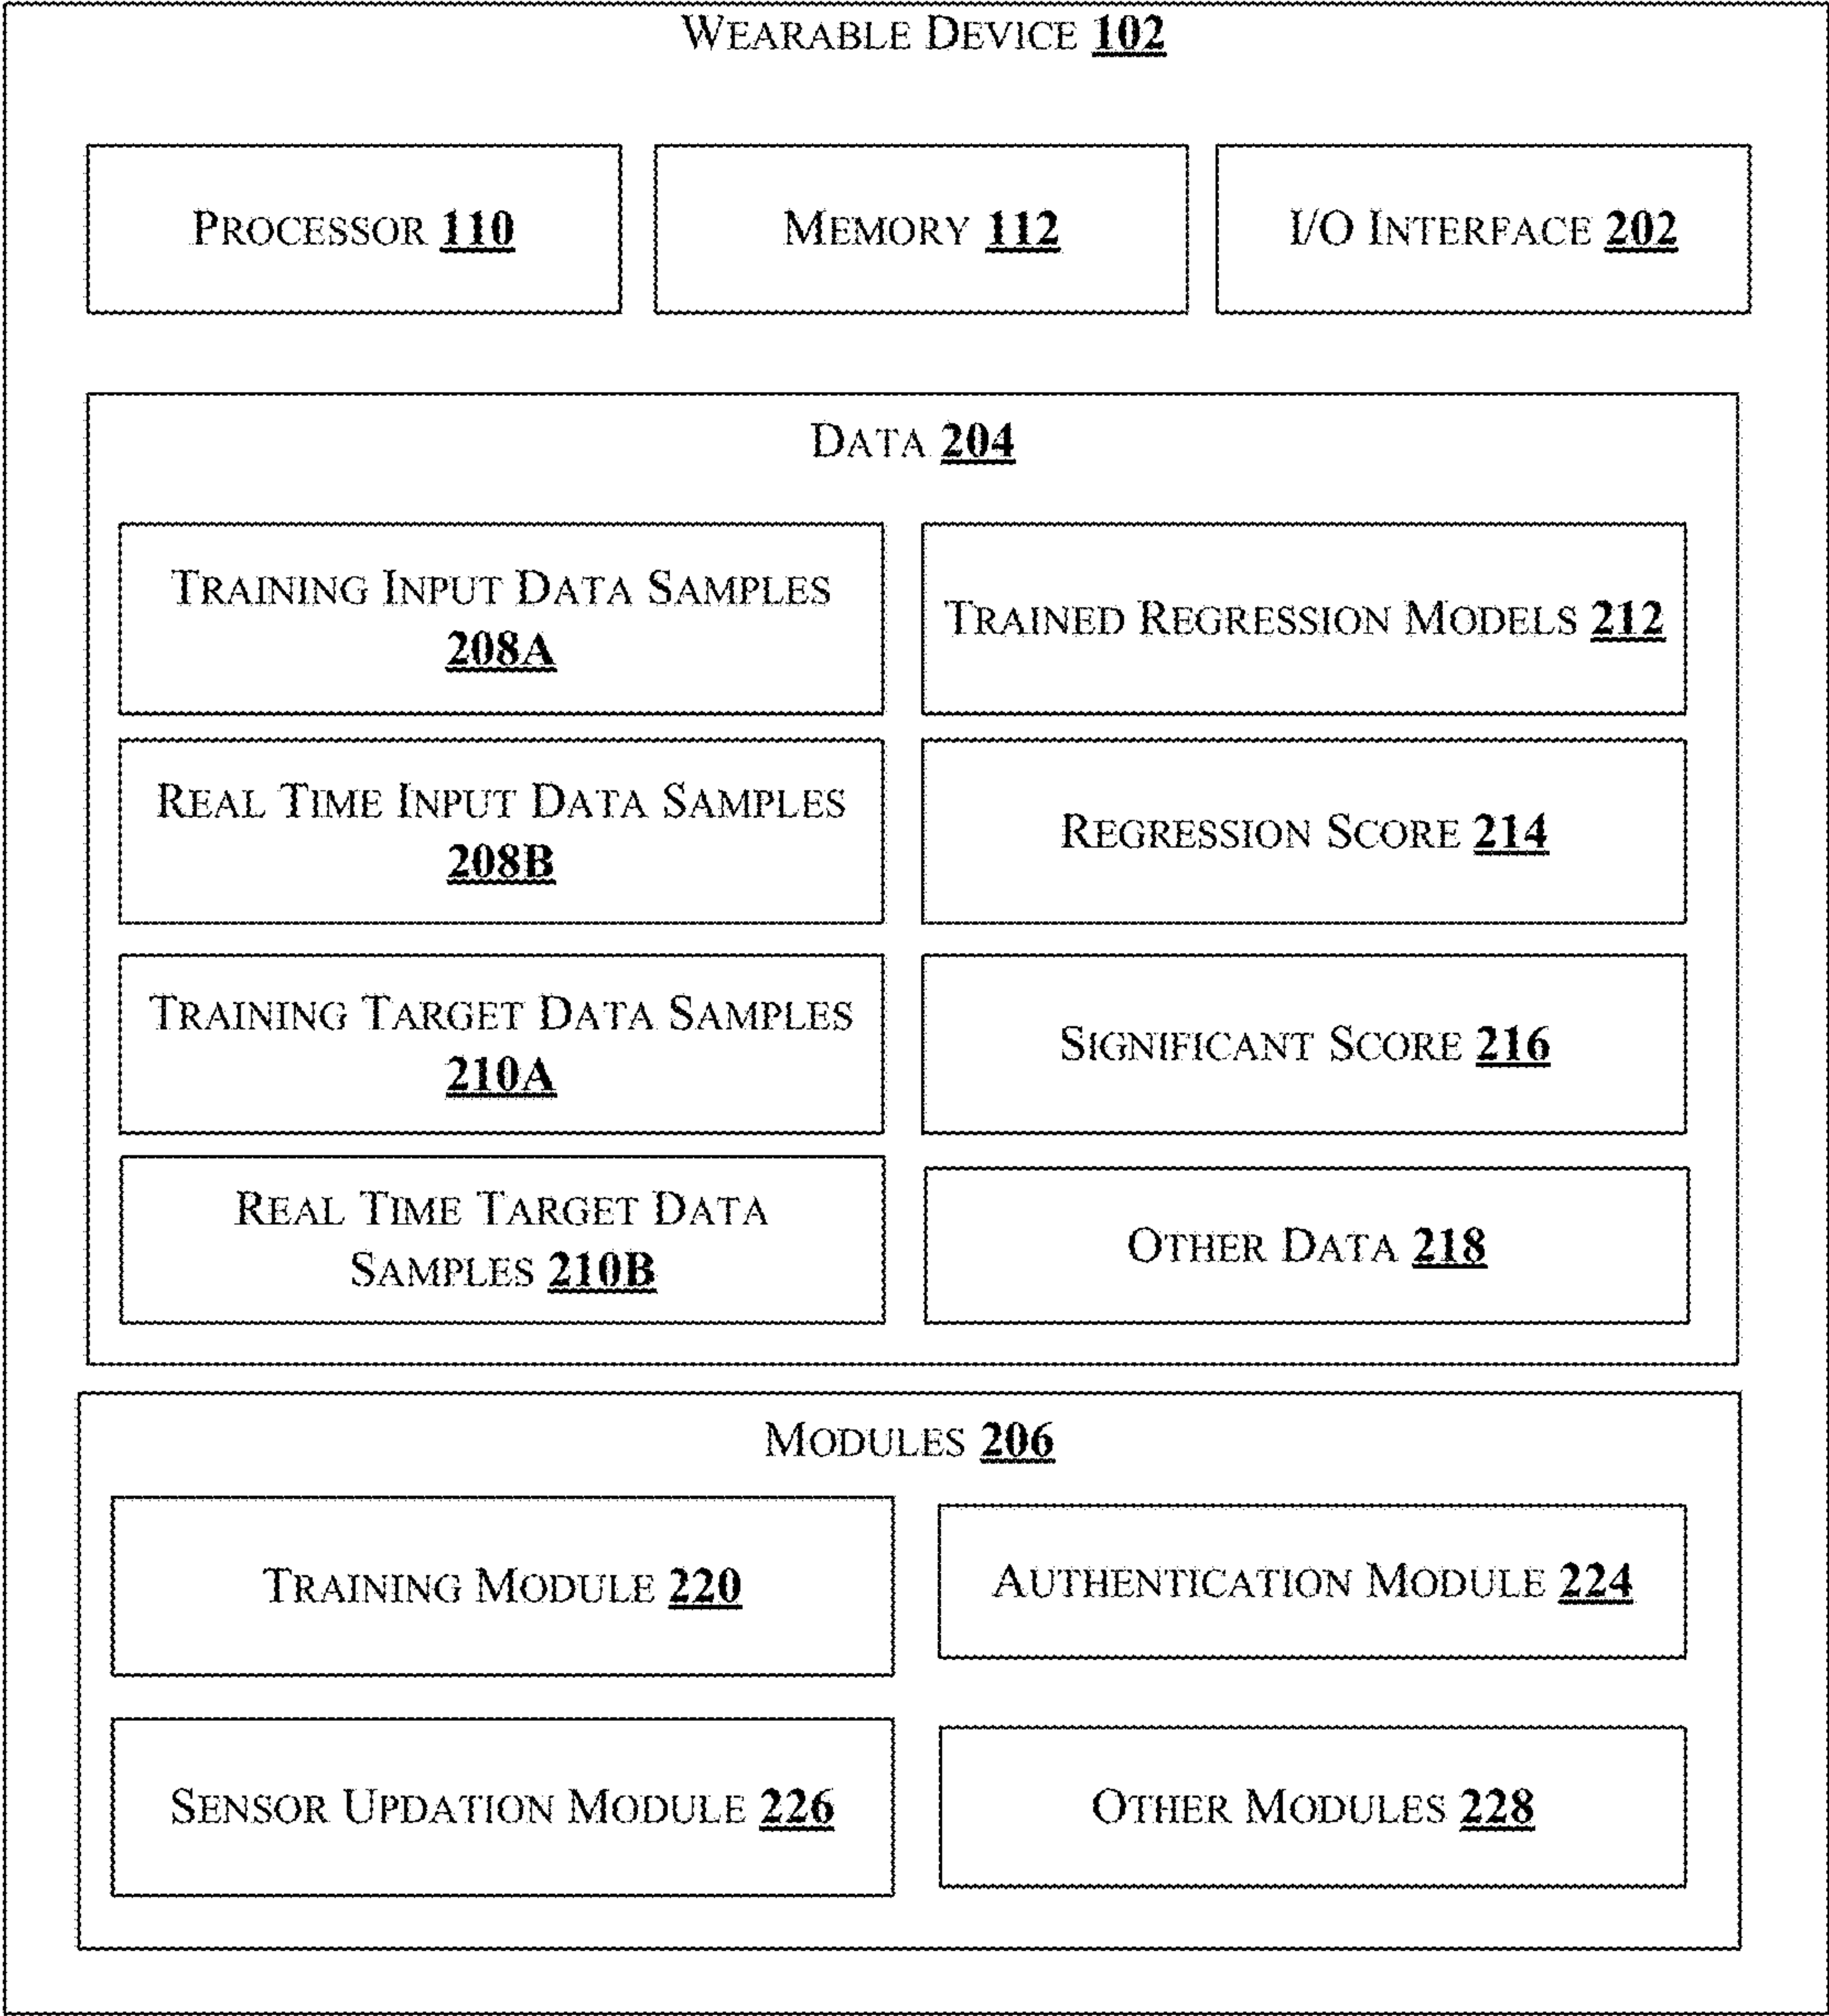 WEARABLE DEVICE 102
PROCESSOR 110
MEMORY 112
I/O INTERFACE 202
DATA 204
TRAINING INPUT DATA SAMPLES
208A
TRAINED REGRESSION MODELS 212
REAL TIME INPUT DATA SAMPLES
208B
REGRESSION SCORE 214
TRAINING TARGET DATA SAMPLES
210A
SIGNIFICANT SCORE 216
REAL TIME TARGET DATA
SAMPLES 210B
OTHER DATA 218
MODULES 206
TRAINING MODULE 220
AUTHENTICATION MODULE 224
SENSOR UPDATION MODULE 226
OTHER MODULES 228